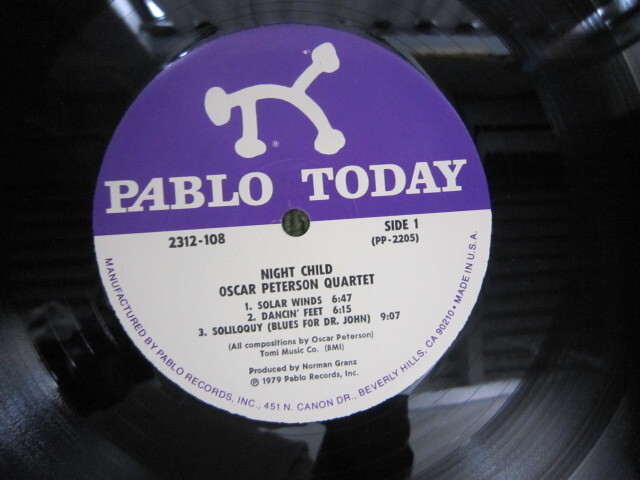 ®
PABLO TODAY
2312-108
SIDE 1
(PP-2205)
NIGHT CHILD
OSCAR PETERSON QUARTET
1. SOLAR WINDS 6:47
2. DANCIN' FEET 6:15
3. SOLILOQUY (BLUES FOR DR. JOHN) 9:07
(All compositions by Oscar Peterson)
Tomi Music Co. (BMI)
Produced by Norman Granz
℗ 1979 Pablo Records, Inc.
MANUFACTURED BY PABLO RECORDS, INC., 451 N. CANON DR., BEVERLY HILLS, CA 90210 • MADE IN U.S.A.